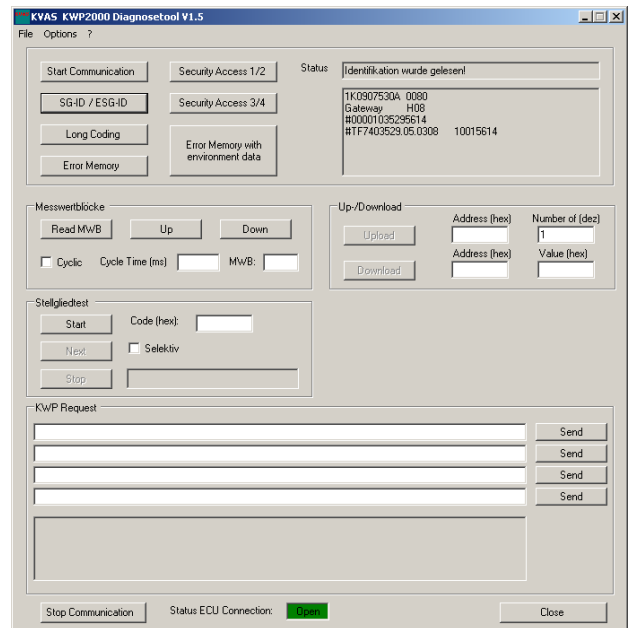 KVAS KWP2000 Diagnosetool V1.5
File Options ?
Start Communication
Security Access 1/2
Status
Identifikation wurde gelesen!
SG-ID / ESG-ID
Security Access 3/4
1K0907530A 0080
Gateway H08
#00001035295614
#TF7403529.05.0308 10015614
Long Coding
Error Memory with
environment data
Error Memory
Messwertblöcke
Read MWB
Up
Down
Cyclic
Cycle Time (ms)
MWB:
Up-/Download
Address (hex)
Number of (dez)
Upload
1
Address (hex)
Value (hex)
Download
Stellgliedtest
Start
Code (hex):
Next
Selektiv
Stop
KWP Request
Send
Send
Send
Send
Stop Communication
Status ECU Connection:
Open
Close